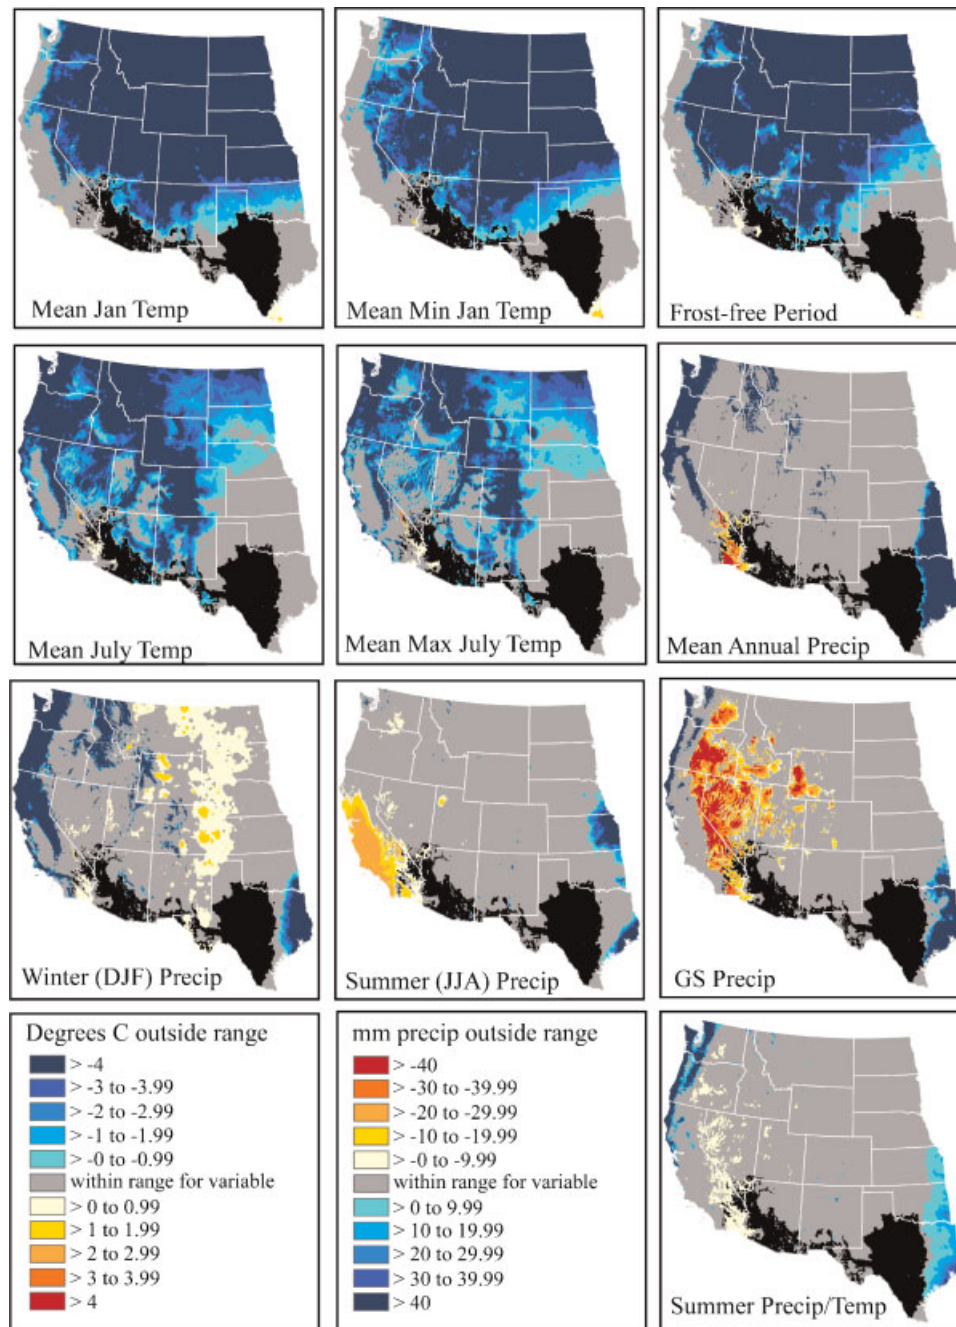 Mean Jan Temp
Mean Min Jan Temp
Frost-free Period
Mean July Temp
Mean Max July Temp
Mean Annual Precip
Winter (DJF) Precip
Summer (JJA) Precip
GS Precip
Degrees C outside range
> -4
> -3 to -3.99
> -2 to -2.99
> -1 to -1.99
> -0 to -0.99
within range for variable
> 0 to 0.99
> 1 to 1.99
> 2 to 2.99
> 3 to 3.99
> 4
mm precip outside range
> -40
> -30 to -39.99
> -20 to -29.99
> -10 to -19.99
> -0 to -9.99
within range for variable
> 0 to 9.99
> 10 to 19.99
> 20 to 29.99
> 30 to 39.99
> 40
Summer Precip/Temp